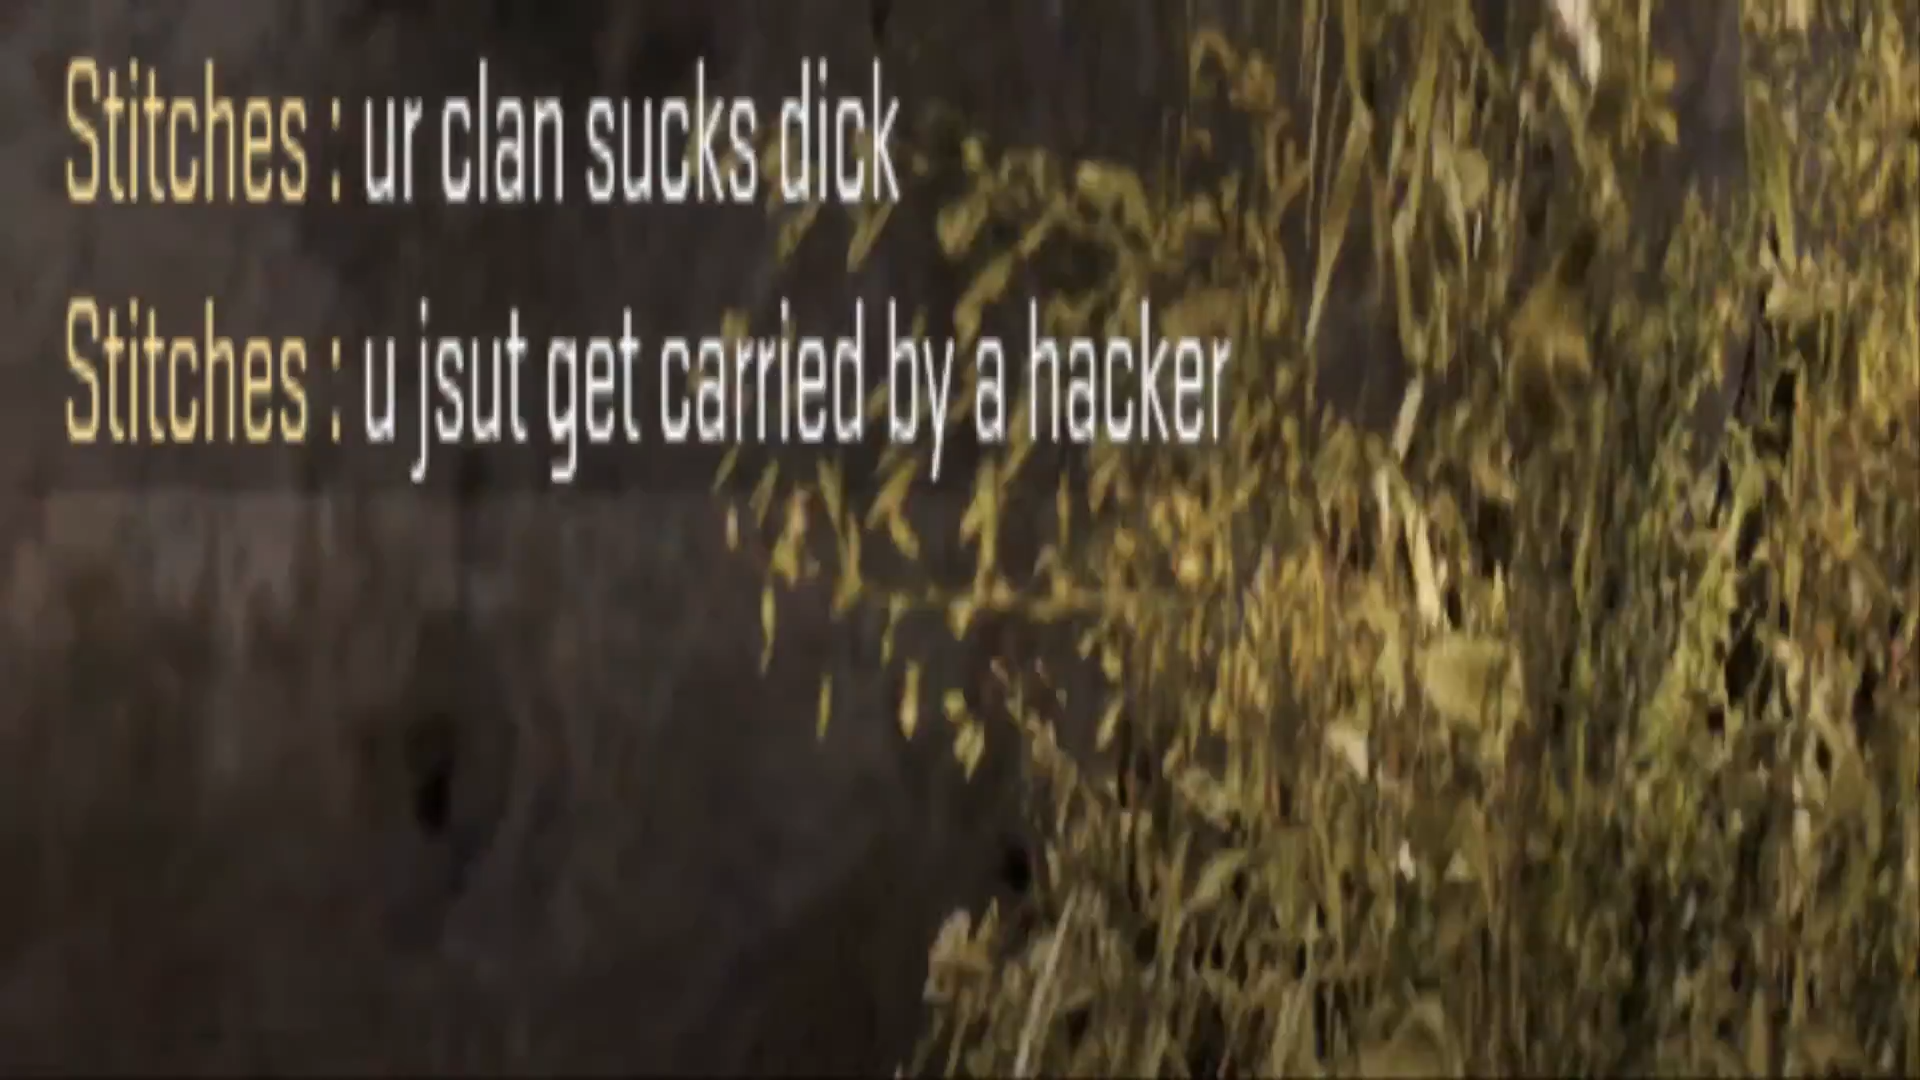 Stitches : ur clan sucks dick
Stitches : u jsut get carried by a hacker